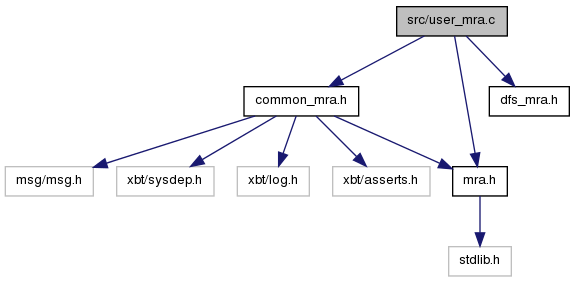 src/user_mra.c
common_mra.h
dfs_mra.h
msg/msg.h
xbt/sysdep.h
xbt/log.h
xbt/asserts.h
mra.h
stdlib.h